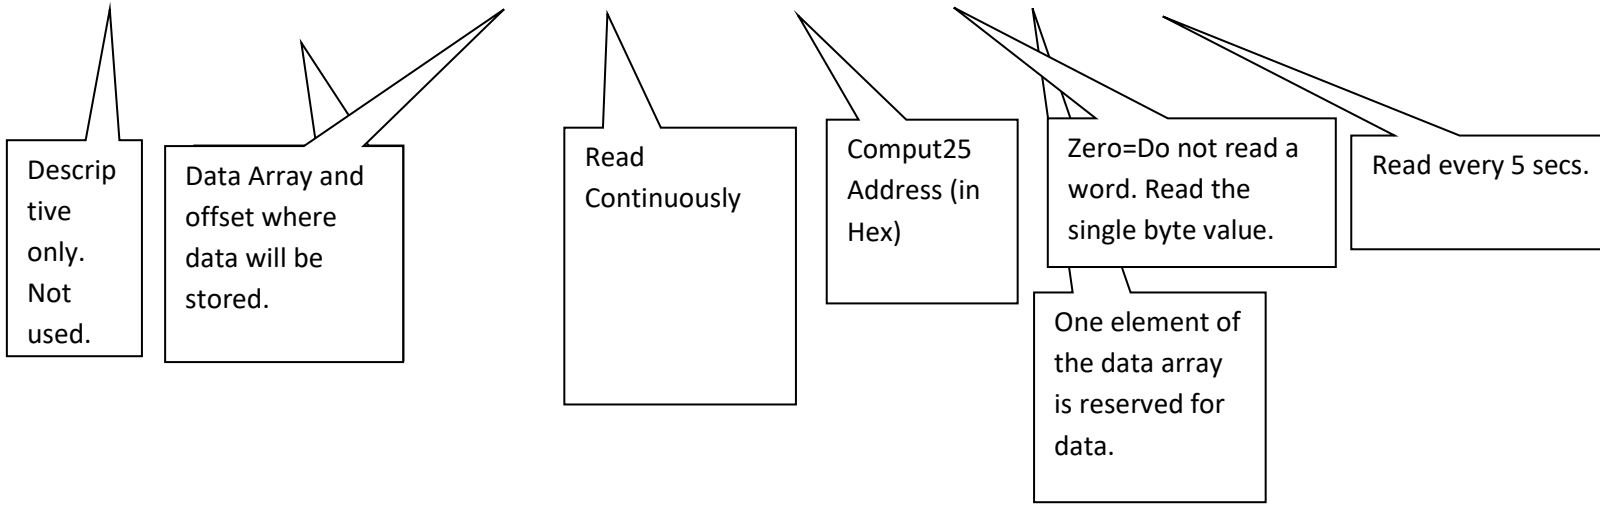 Descrip
tive
only.
Not
used.
Data Array and
offset where
data will be
stored.
Read
Continuously
Comput25
Address (in
Hex)
Zero=Do not read a
word. Read the
single byte value.
One element of
the data array
is reserved for
data.
Read every 5 secs.